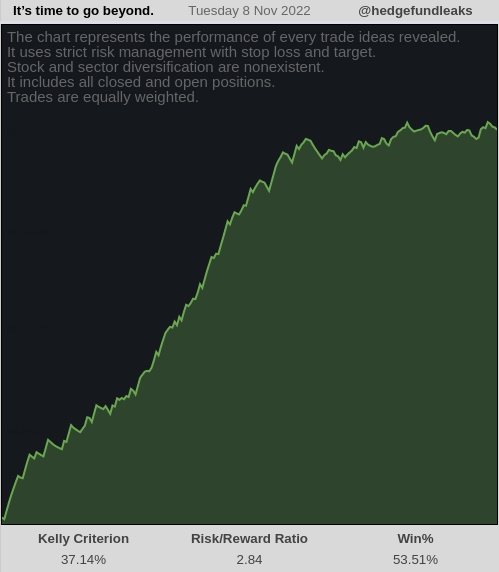 It's time to go beyond. Tuesday 8 Nov 2022 @hedgefundleaks
The chart represents the performance of every trade ideas revealed.
It uses strict risk management with stop loss and target.
Stock and sector diversification are nonexistent.
It includes all closed and open positions.
Trades are equally weighted.
Kelly Criterion Risk/Reward Ratio Win%
37.14% 2.84 53.51%